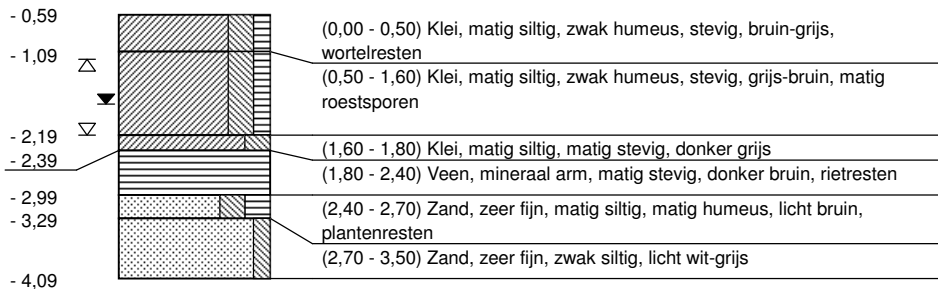 - 0,59
(0,00 - 0,50) Klei, matig siltig, zwak humeus, stevig, bruin-grijs,
wortelresten
- 1,09
(0,50 - 1,60) Klei, matig siltig, zwak humeus, stevig, grijs-bruin, matig
roestsporen
- 2,19
(1,60 - 1,80) Klei, matig siltig, matig stevig, donker grijs
- 2,39
(1,80 - 2,40) Veen, mineraal arm, matig stevig, donker bruin, rietresten
- 2,99
(2,40 - 2,70) Zand, zeer fijn, matig siltig, matig humeus, licht bruin,
plantenresten
- 3,29
(2,70 - 3,50) Zand, zeer fijn, zwak siltig, licht wit-grijs
- 4,09